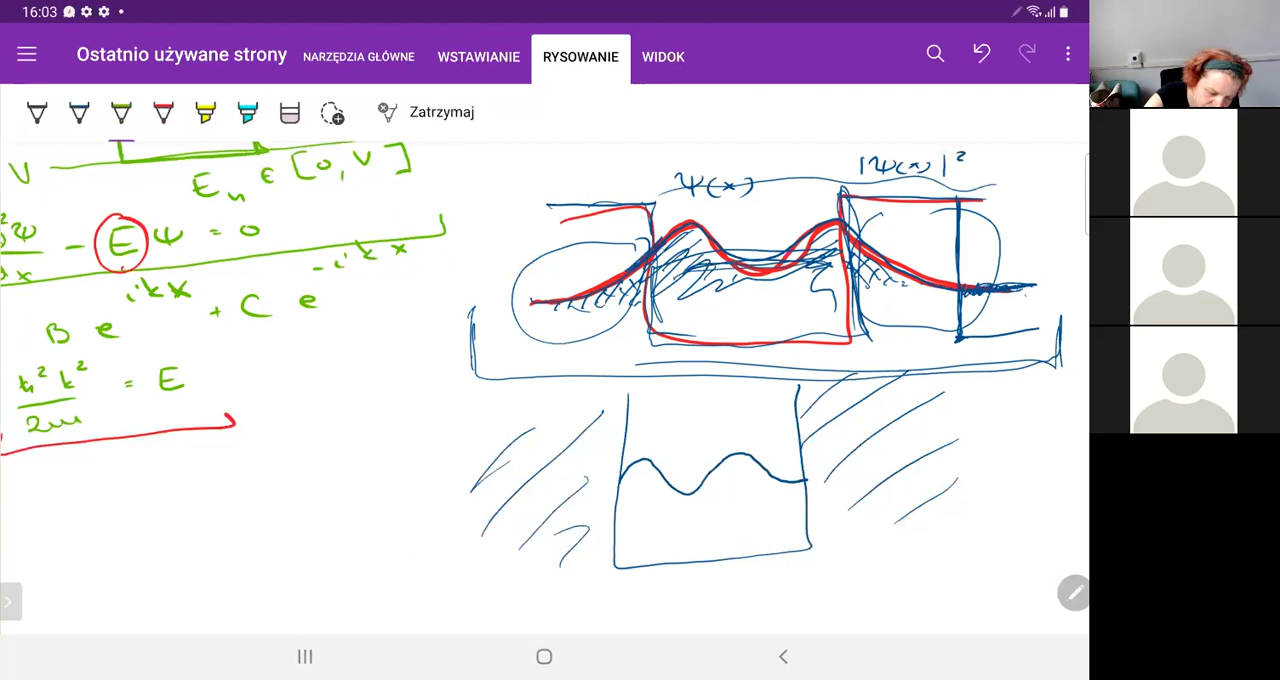 16:03
Ostatnio używane strony NARZĘDZIA GŁÓWNE WSTAWIANIE RYSOWANIE WIDOK
Zatrzymaj
V
Eₙ ∈ [0, V]
²ψ
x
- E ψ = 0
B e^{ikx} + C e^{-ikx}
ħ²k²
2m
= E
ψ(x)
|ψ(x)|²